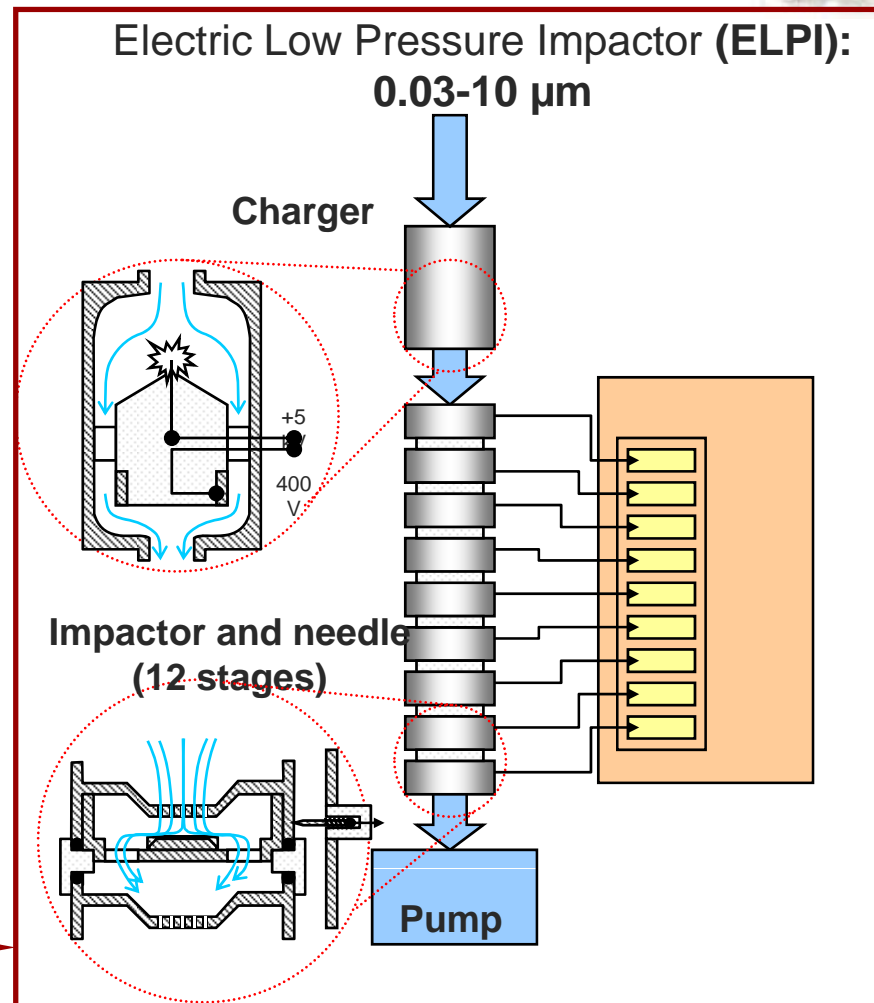 Electric Low Pressure Impactor (ELPI):
0.03-10 µm
Charger
+5
400
V
Impactor and needle
(12 stages)
Pump